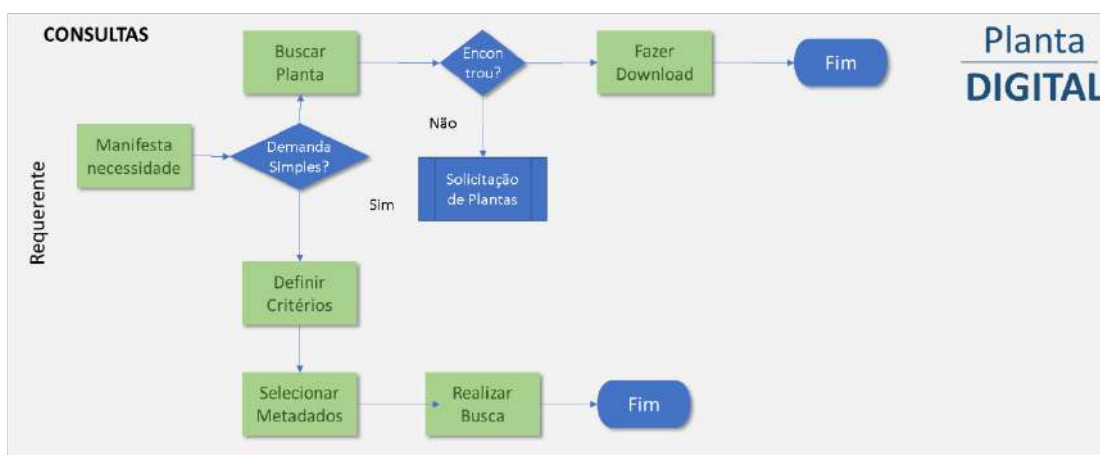 CONSULTAS
Planta
DIGITAL
Requerente
Buscar
Planta
Encon
trou?
Fazer
Download
Fim
Manifesta
necessidade
Demanda
Simples?
Não
Solicitação
de Plantas
Sim
Definir
Critérios
Selecionar
Metadados
Realizar
Busca
Fim